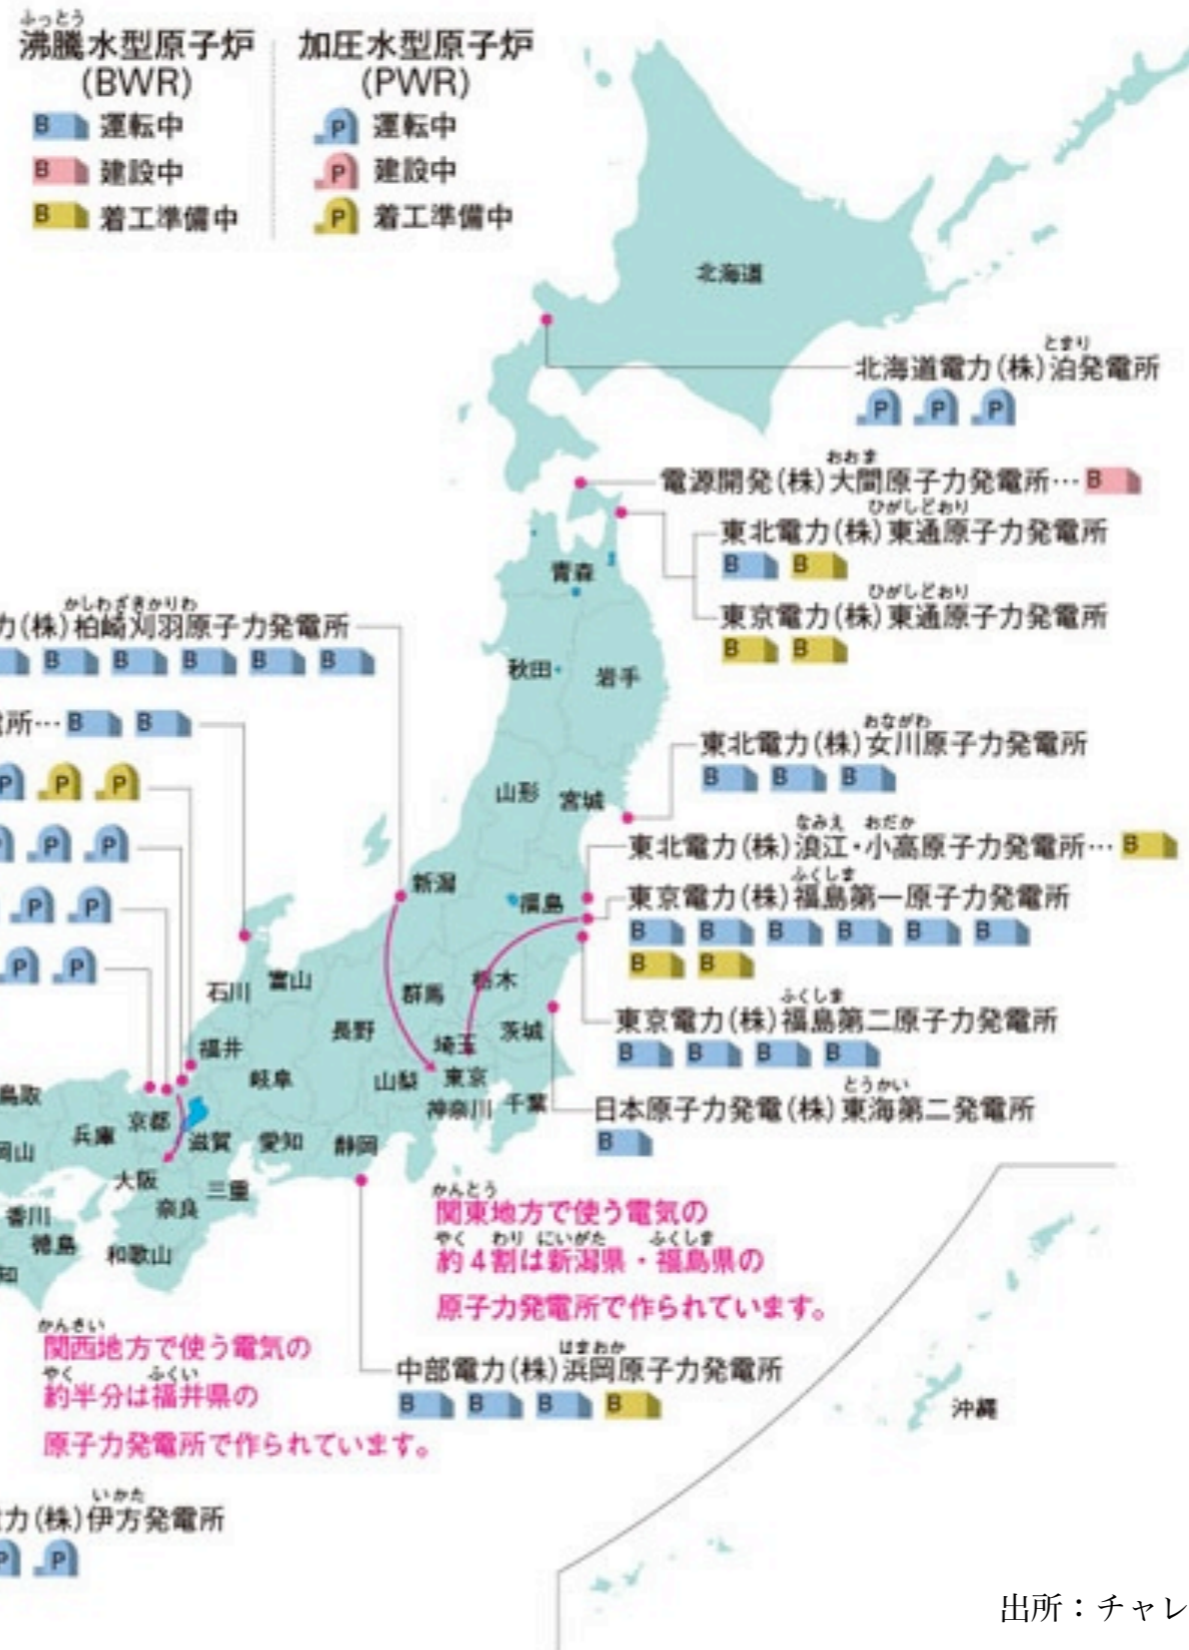 ふっとう
沸騰水型原子炉
(BWR)
B 運転中
B 建設中
B 着工準備中
加圧水型原子炉
(PWR)
P 運転中
P 建設中
P 着工準備中
北海道
とまり
北海道電力(株)泊発電所
P P P
おおま
電源開発(株)大間原子力発電所… B
ひがしどおり
東北電力(株)東通原子力発電所
B B
ひがしどおり
東京電力(株)東通原子力発電所
B B
青森
秋田
岩手
かしわざきかりわ
力(株)柏崎刈羽原子力発電所
B B B B B
所… B B
P P P
P P
P P
P P
おながわ
東北電力(株)女川原子力発電所
B B B
山形
宮城
なみえ おだか
東北電力(株)浪江・小高原子力発電所… B
ふくしま
東京電力(株)福島第一原子力発電所
B B B B B B
B B
ふくしま
東京電力(株)福島第二原子力発電所
B B B B
とうかい
日本原子力発電(株)東海第二発電所
B
新潟
福島
石川
富山
群馬
栃木
長野
埼玉
茨城
福井
岐阜
山梨
東京
神奈川
千葉
鳥取
兵庫
京都
滋賀
愛知
静岡
岡山
大阪
三重
奈良
香川
徳島
和歌山
知
かんとう
関東地方で使う電気の
やく わり にいがた ふくしま
約4割は新潟県・福島県の
原子力発電所で作られています。
かんさい
関西地方で使う電気の
やく ふくい
約半分は福井県の
原子力発電所で作られています。
はまおか
中部電力(株)浜岡原子力発電所
B B B B
沖縄
いかた
力(株)伊方発電所
P P
出所：チャレ